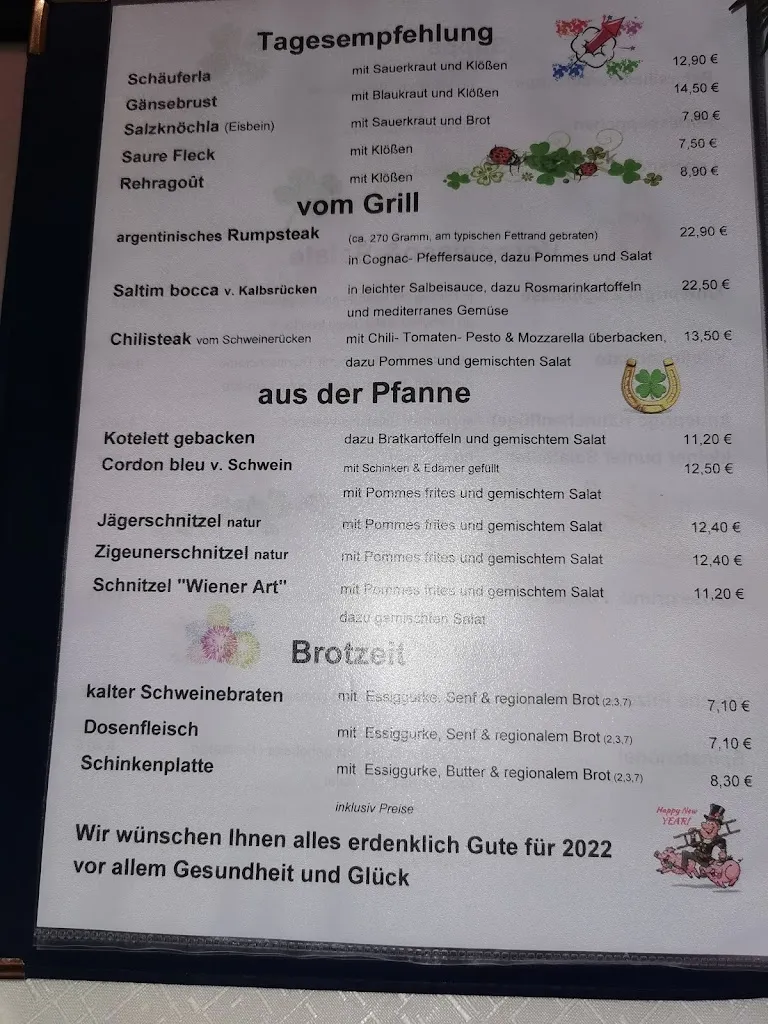 Tagesempfehlung
Schäuferla mit Sauerkraut und Klößen 12,90 €
Gänsebrust mit Blaukraut und Klößen 14,50 €
Salzknöchla (Eisbein) mit Sauerkraut und Brot 7,90 €
Saure Fleck mit Klößen 7,50 €
Rehragoût mit Klößen 8,90 €
vom Grill
argentinisches Rumpsteak (ca. 270 Gramm, am typischen Fettrand gebraten) 22,90 €
in Cognac- Pfeffersauce, dazu Pommes und Salat
Saltim bocca v. Kalbsrücken in leichter Salbeisauce, dazu Rosmarinkartoffeln 22,50 €
und mediterranes Gemüse
Chilisteak vom Schweinerücken mit Chili- Tomaten- Pesto & Mozzarella überbacken, 13,50 €
dazu Pommes und gemischten Salat
aus der Pfanne
Kotelett gebacken dazu Bratkartoffeln und gemischtem Salat 11,20 €
Cordon bleu v. Schwein mit Schinken & Edamer gefüllt 12,50 €
mit Pommes frites und gemischtem Salat
Jägerschnitzel natur mit Pommes frites und gemischtem Salat 12,40 €
Zigeunerschnitzel natur mit Pommes frites und gemischtem Salat 12,40 €
Schnitzel "Wiener Art" mit Pommes frites und gemischtem Salat 11,20 €
dazu gemischten Salat
Brotzeit
kalter Schweinebraten mit Essiggurke, Senf & regionalem Brot (2,3,7) 7,10 €
Dosenfleisch mit Essiggurke, Senf & regionalem Brot (2,3,7) 7,10 €
Schinkenplatte mit Essiggurke, Butter & regionalem Brot (2,3,7) 8,30 €
inklusiv Preise
Happy New
YEAR!
Wir wünschen Ihnen alles erdenklich Gute für 2022
vor allem Gesundheit und Glück